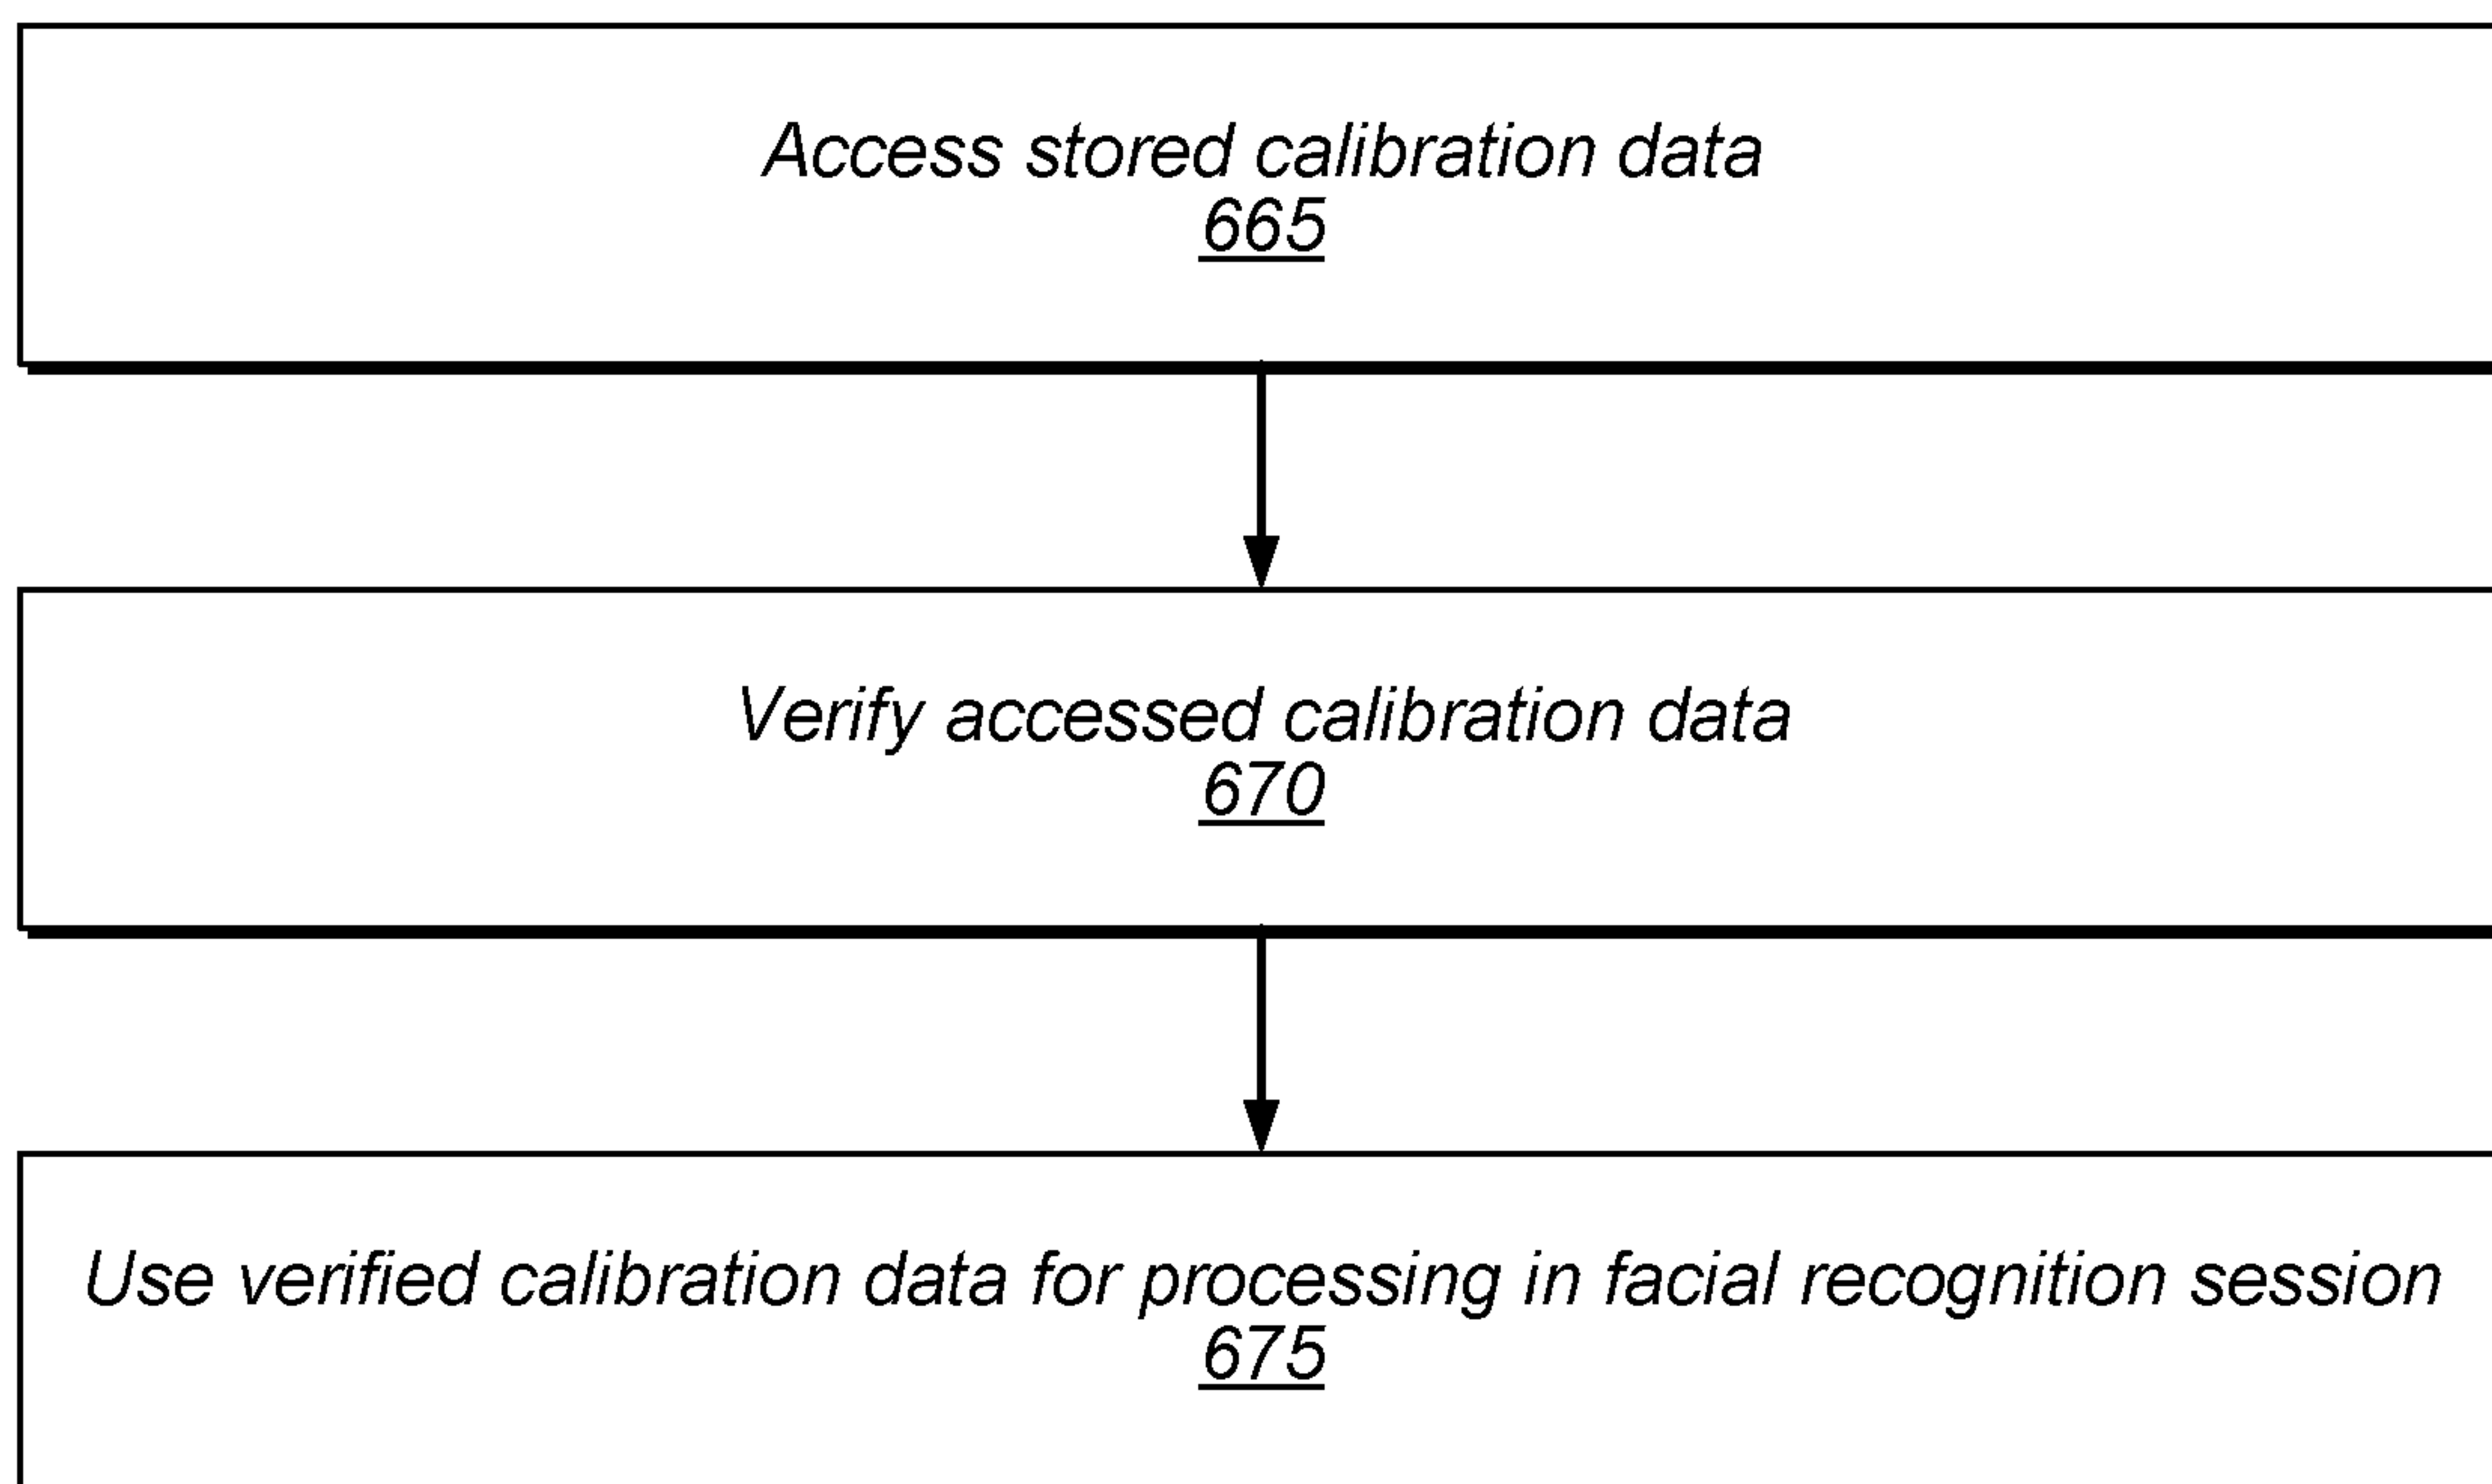 Access stored calibration data
665
Verify accessed calibration data
670
Use verified calibration data for processing in facial recognition session
675